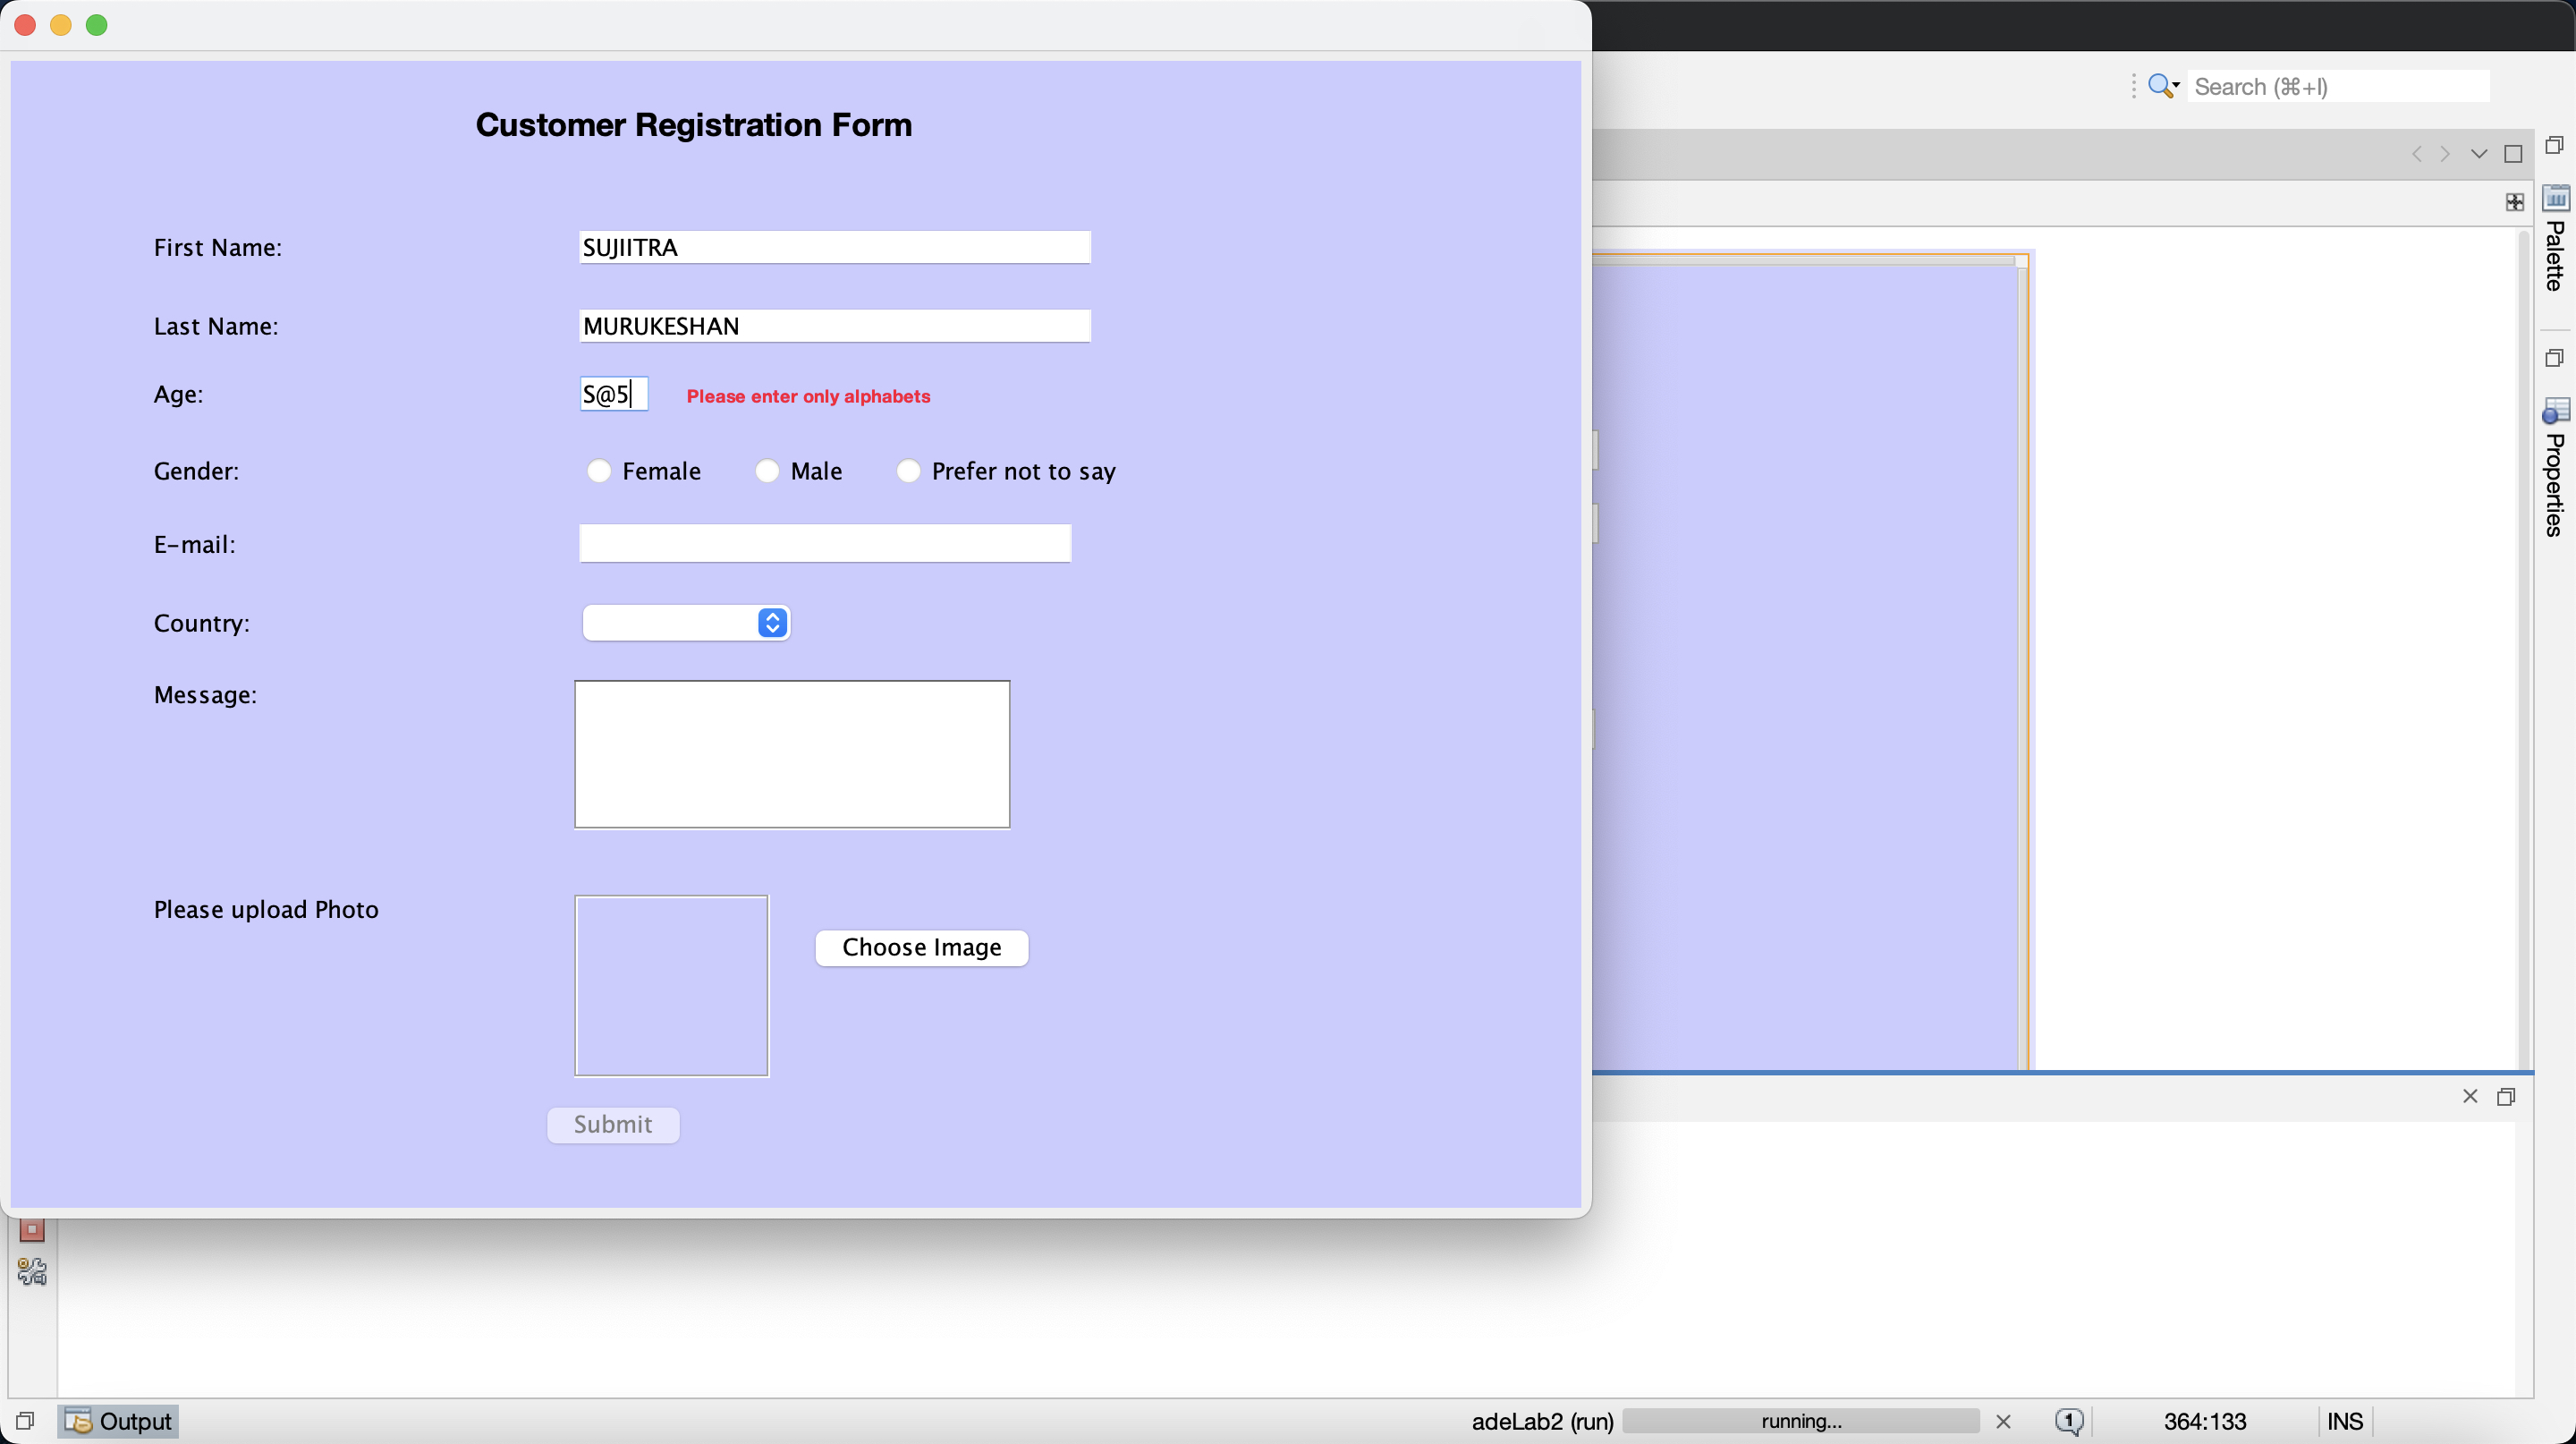 Search (⌘+I)
Customer Registration Form
First Name: SUJIITRA
Last Name: MURUKESHAN
Age: S@5 Please enter only alphabets
Gender: Female Male Prefer not to say
E-mail:
Country:
Message:
Please upload Photo
Choose Image
Submit
Palette
Properties
Output adeLab2 (run) running... 1 364:133 INS